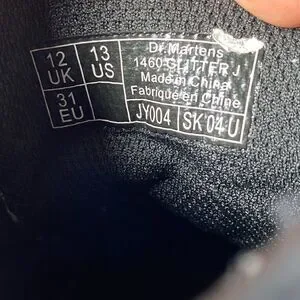 12 UK
13 US
31 EU
Dr. Martens
1460 GLITTER J
Made in China
Fabriqué en Chine
JY004
SK 04 U